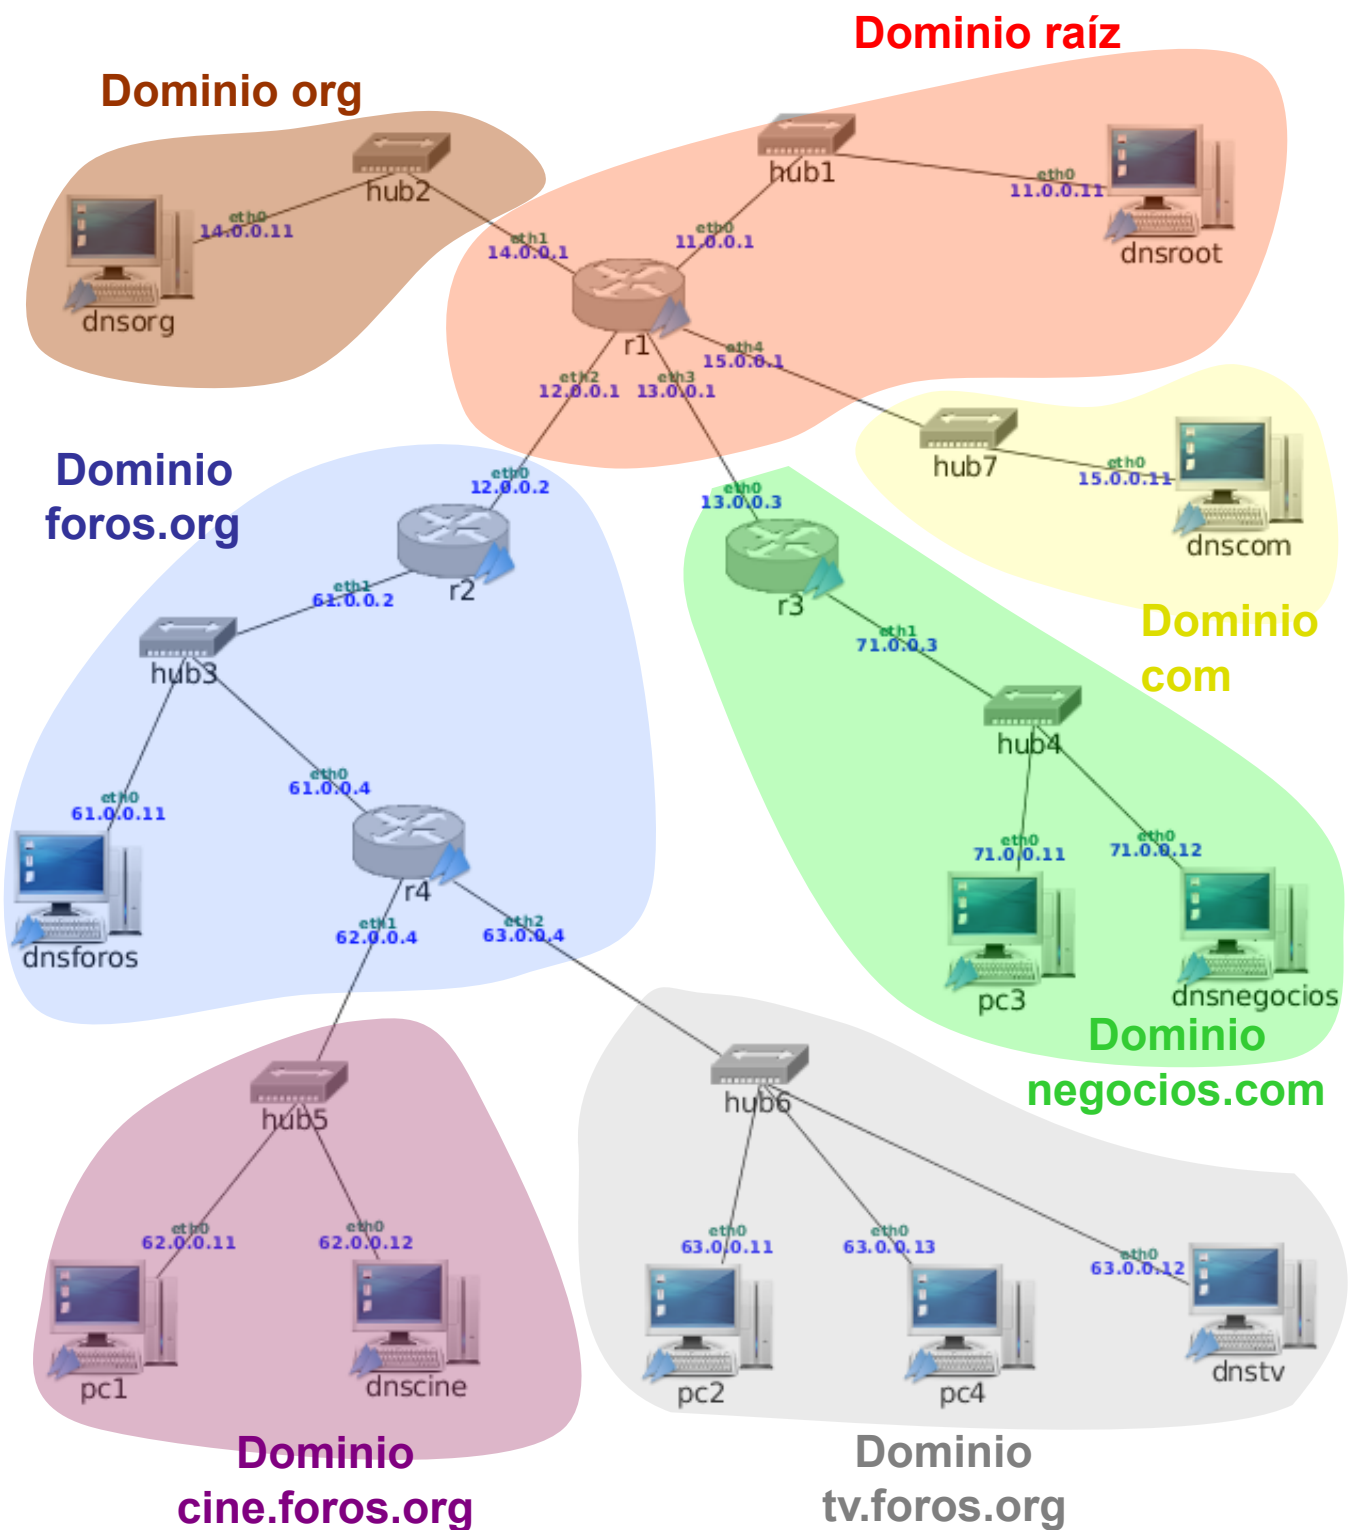 Dominio raíz
Dominio org
hub1
eth0
11.0.0.11
dnsroot
hub2
eth0
14.0.0.11
dnsorg
eth1
14.0.0.1
eth0
11.0.0.1
r1
eth4
15.0.0.1
eth2
12.0.0.1
eth3
13.0.0.1
hub7
eth0
15.0.0.11
dnscom
Dominio
com
Dominio
foros.org
eth0
12.0.0.2
r2
eth1
61.0.0.2
hub3
eth0
13.0.0.3
r3
eth1
71.0.0.3
hub4
eth0
61.0.0.4
eth0
61.0.0.11
dnsforos
r4
eth1
62.0.0.4
eth2
63.0.0.4
eth0
71.0.0.11
eth0
71.0.0.12
pc3
dnsnegocios
Dominio
negocios.com
hub5
hub6
eth0
62.0.0.11
eth0
62.0.0.12
pc1
dnscine
eth0
63.0.0.11
eth0
63.0.0.13
eth0
63.0.0.12
pc2
pc4
dnstv
Dominio
cine.foros.org
Dominio
tv.foros.org